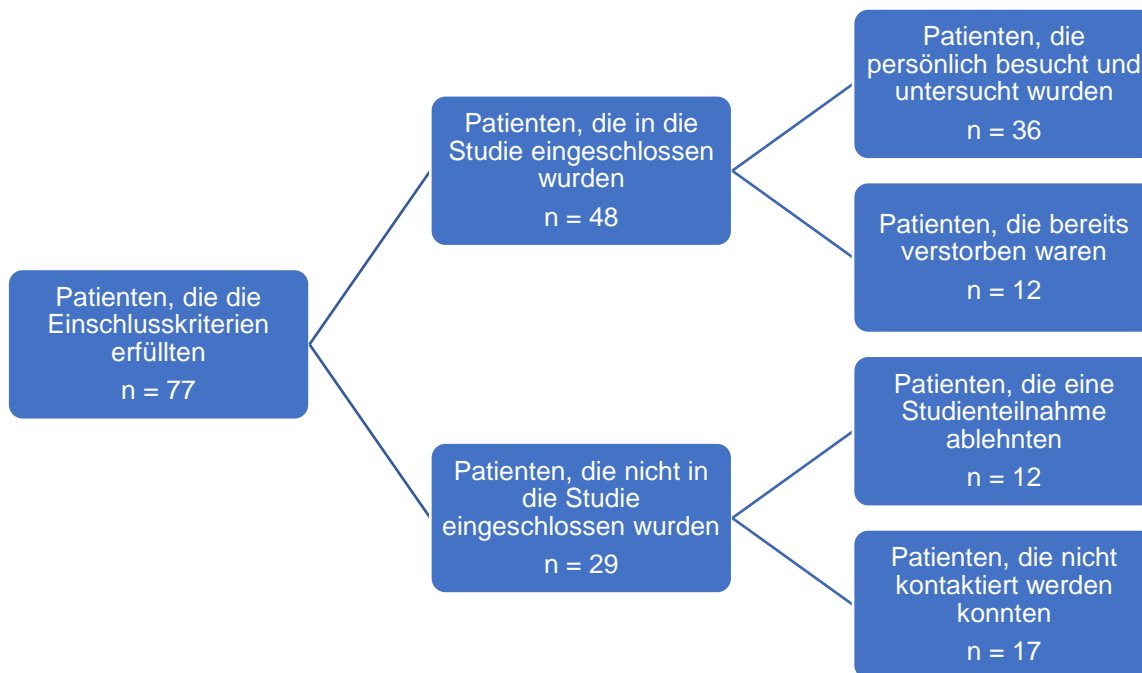 Patienten, die die
Einschlusskriterien
erfüllten
n = 77
Patienten, die in die
Studie eingeschlossen
wurden
n = 48
Patienten, die nicht in
die Studie
eingeschlossen wurden
n = 29
Patienten, die
persönlich besucht und
untersucht wurden
n = 36
Patienten, die bereits
verstorben waren
n = 12
Patienten, die eine
Studienteilnahme
ablehnten
n = 12
Patienten, die nicht
kontaktiert werden
konnten
n = 17